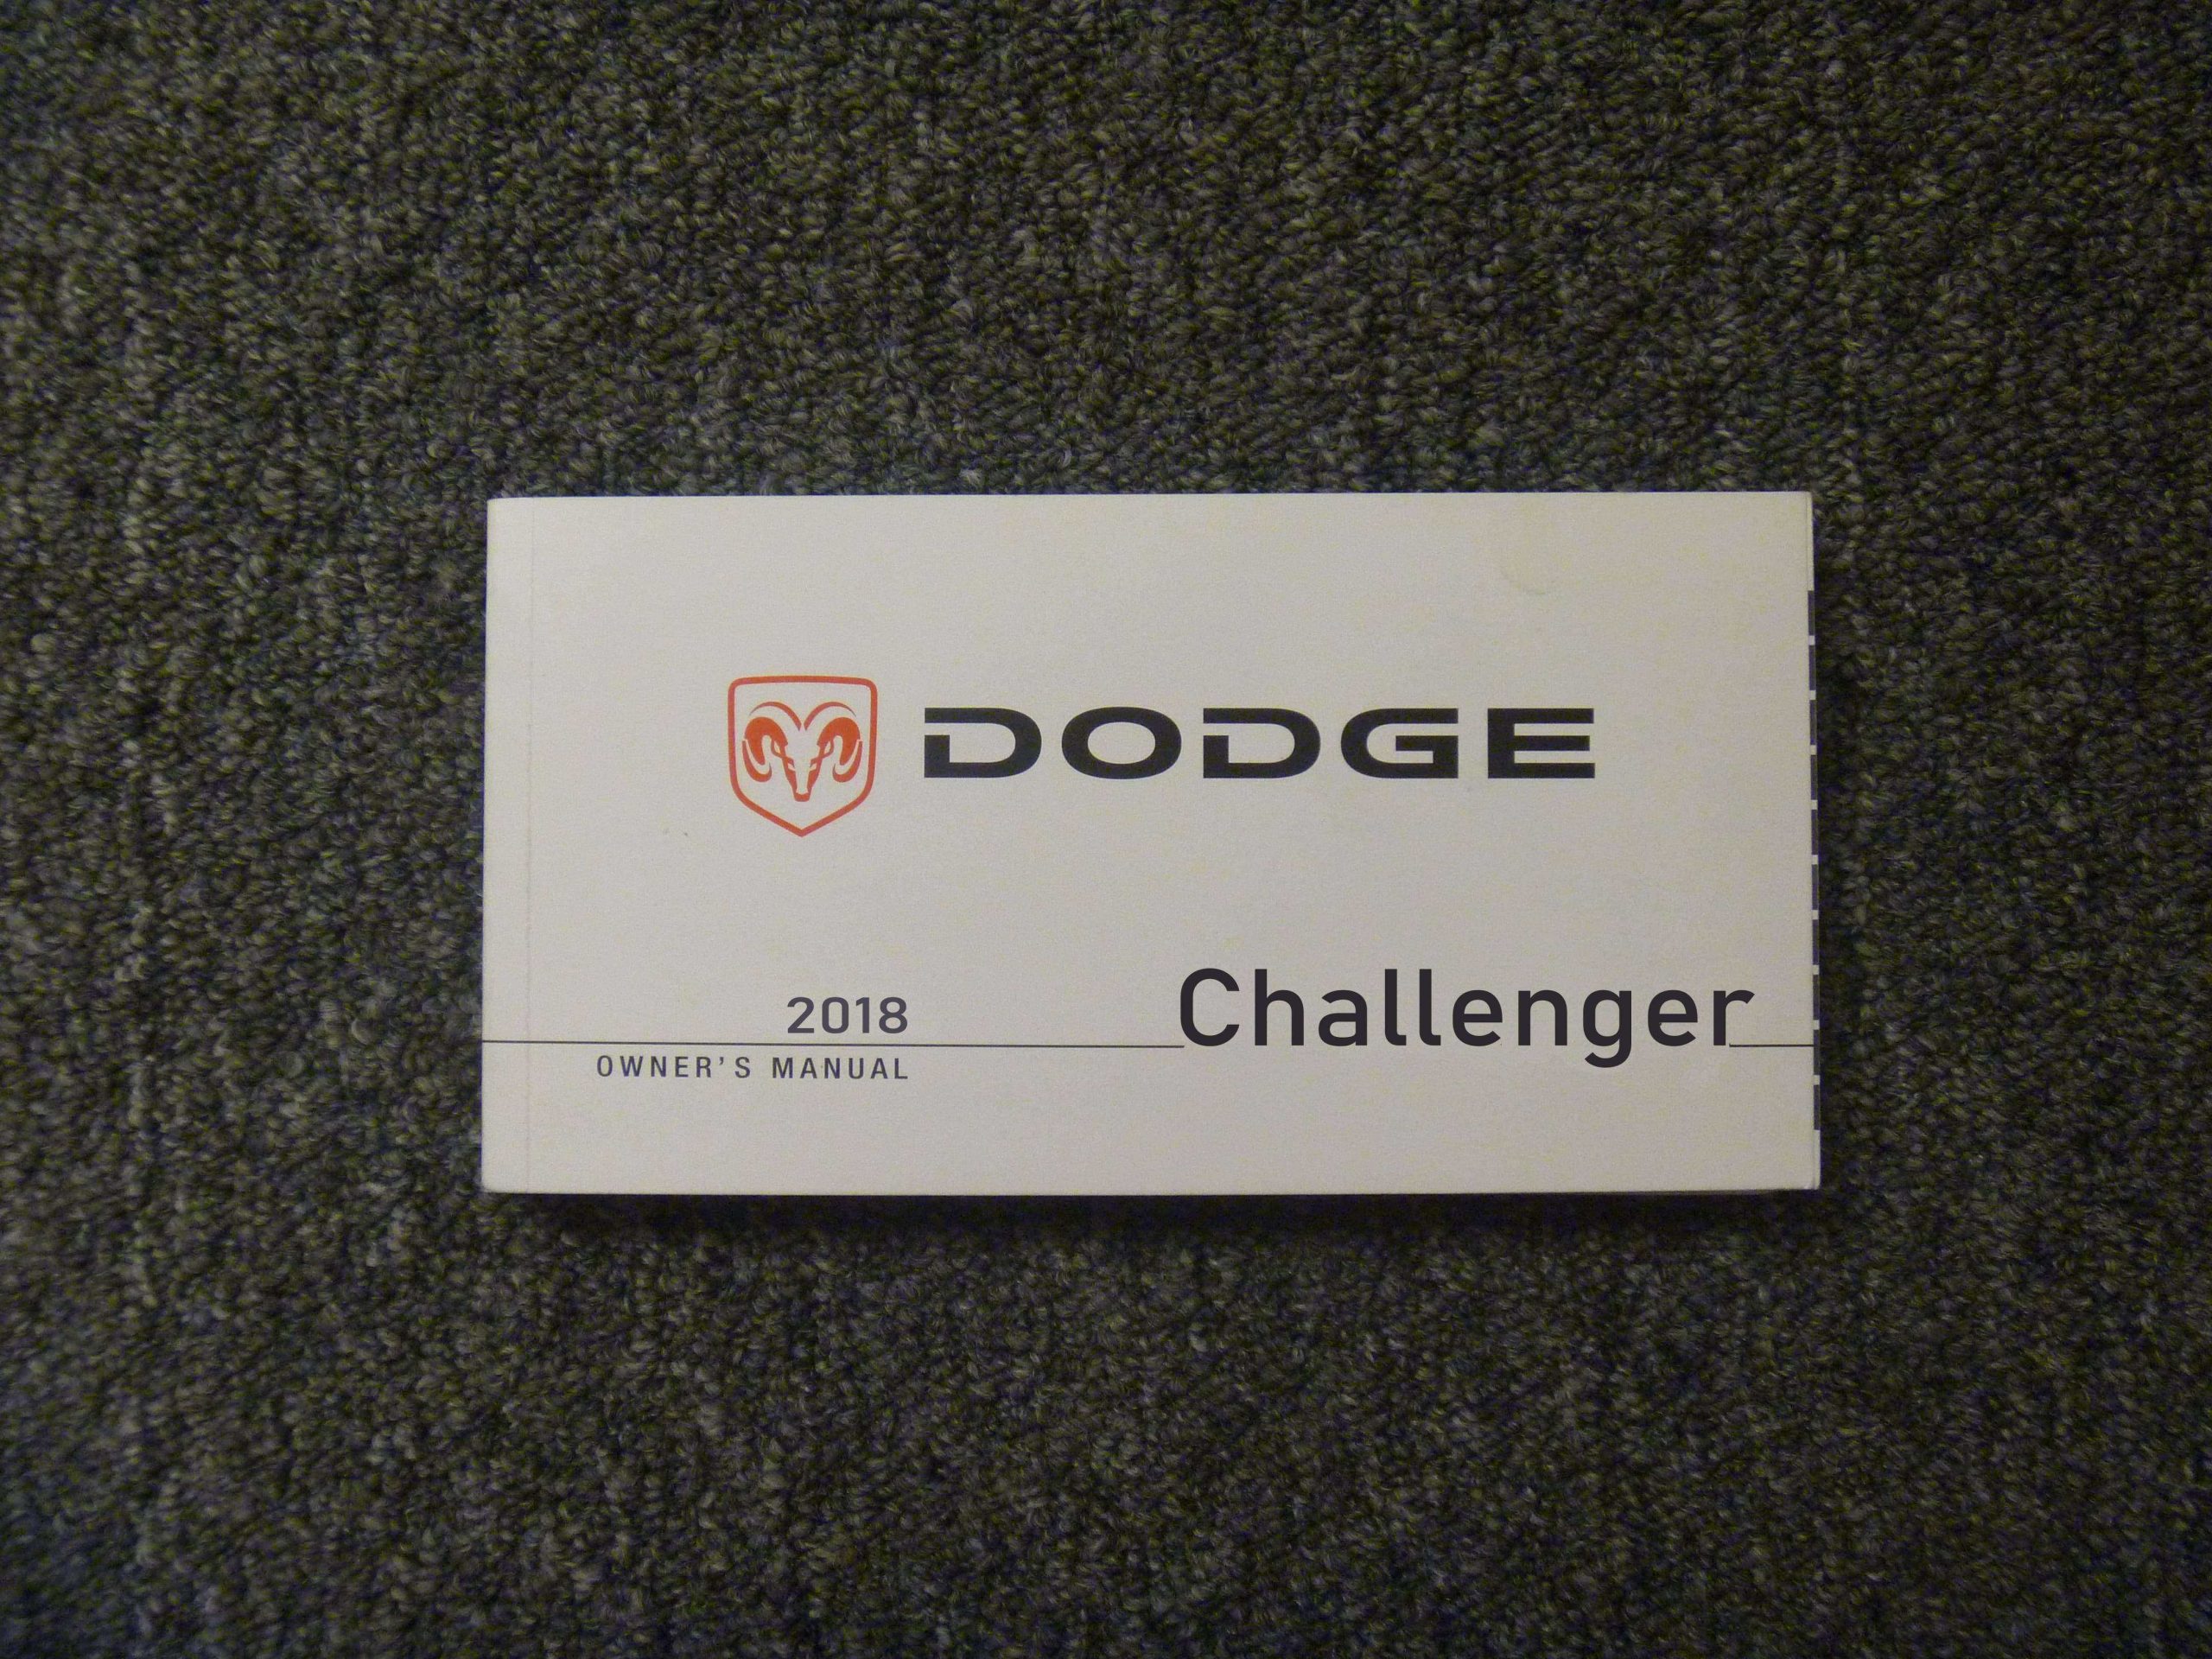 DODGE
2018
Challenger
OWNER'S MANUAL